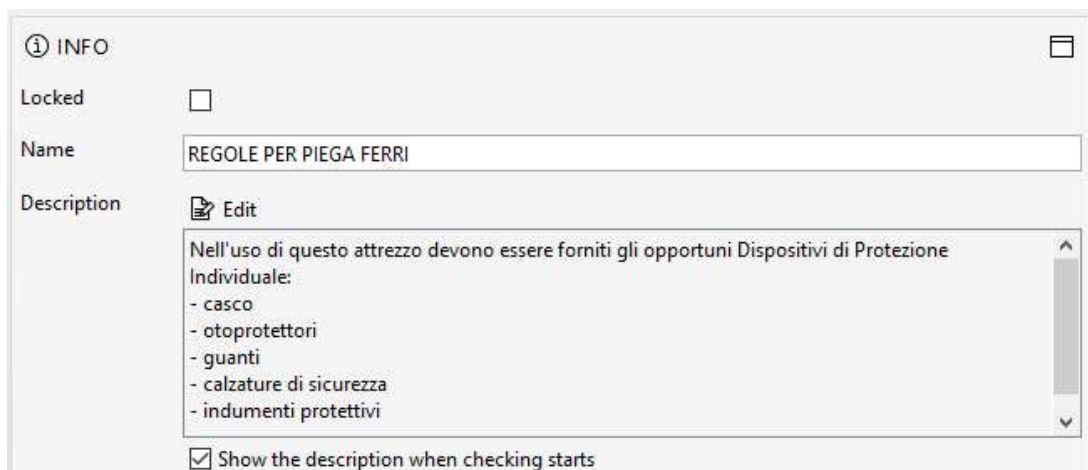 INFO
Locked
Name
REGOLE PER PIEGA FERRI
Description
Edit
Nell'uso di questo attrezzo devono essere forniti gli opportuni Dispositivi di Protezione
Individuale:
- casco
- otoprotettori
- guanti
- calzature di sicurezza
- indumenti protettivi
Show the description when checking starts